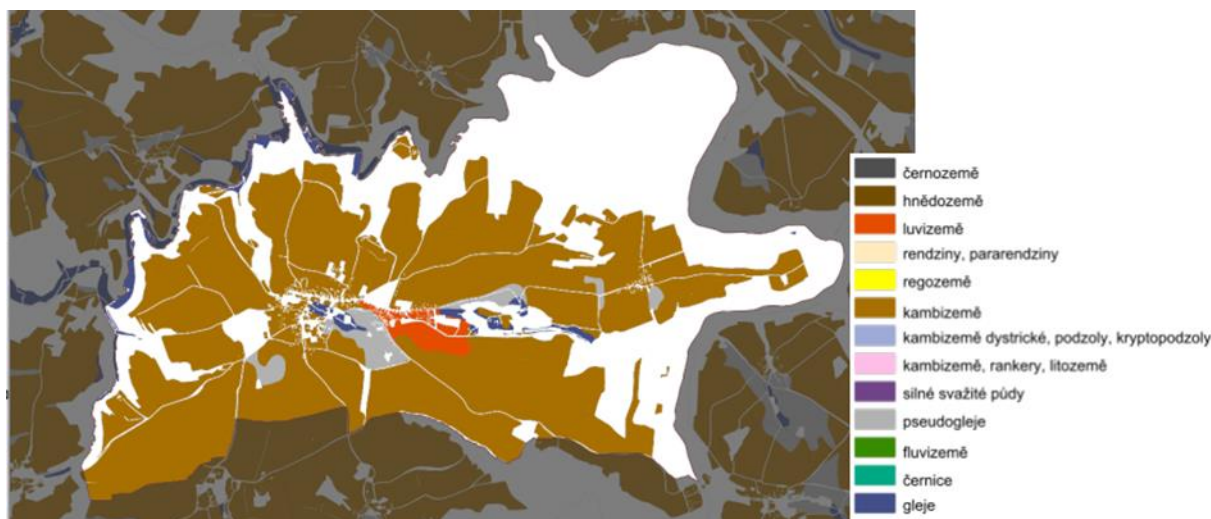 černozemě
hnědozemě
luvizemě
rendziny, pararendziny
regozemě
kambizemě
kambizemě dystrické, podzoly, kryptopodzoly
kambizemě, rankery, litozemě
silné svažité půdy
pseudogleje
fluvizemě
černice
gleje